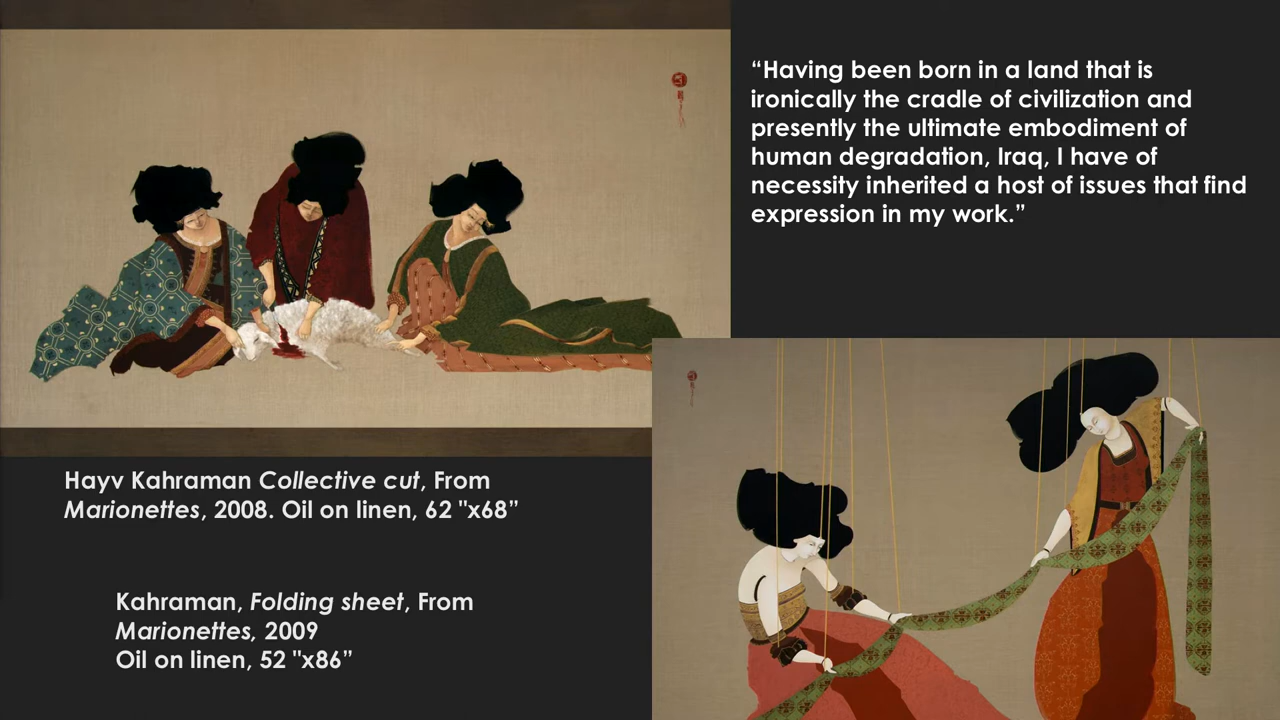 “Having been born in a land that is
ironically the cradle of civilization and
presently the ultimate embodiment of
human degradation, Iraq, I have of
necessity inherited a host of issues that find
expression in my work.”
Hayv Kahraman Collective cut, From
Marionettes, 2008. Oil on linen, 62 "x68”
Kahraman, Folding sheet, From
Marionettes, 2009
Oil on linen, 52 "x86”